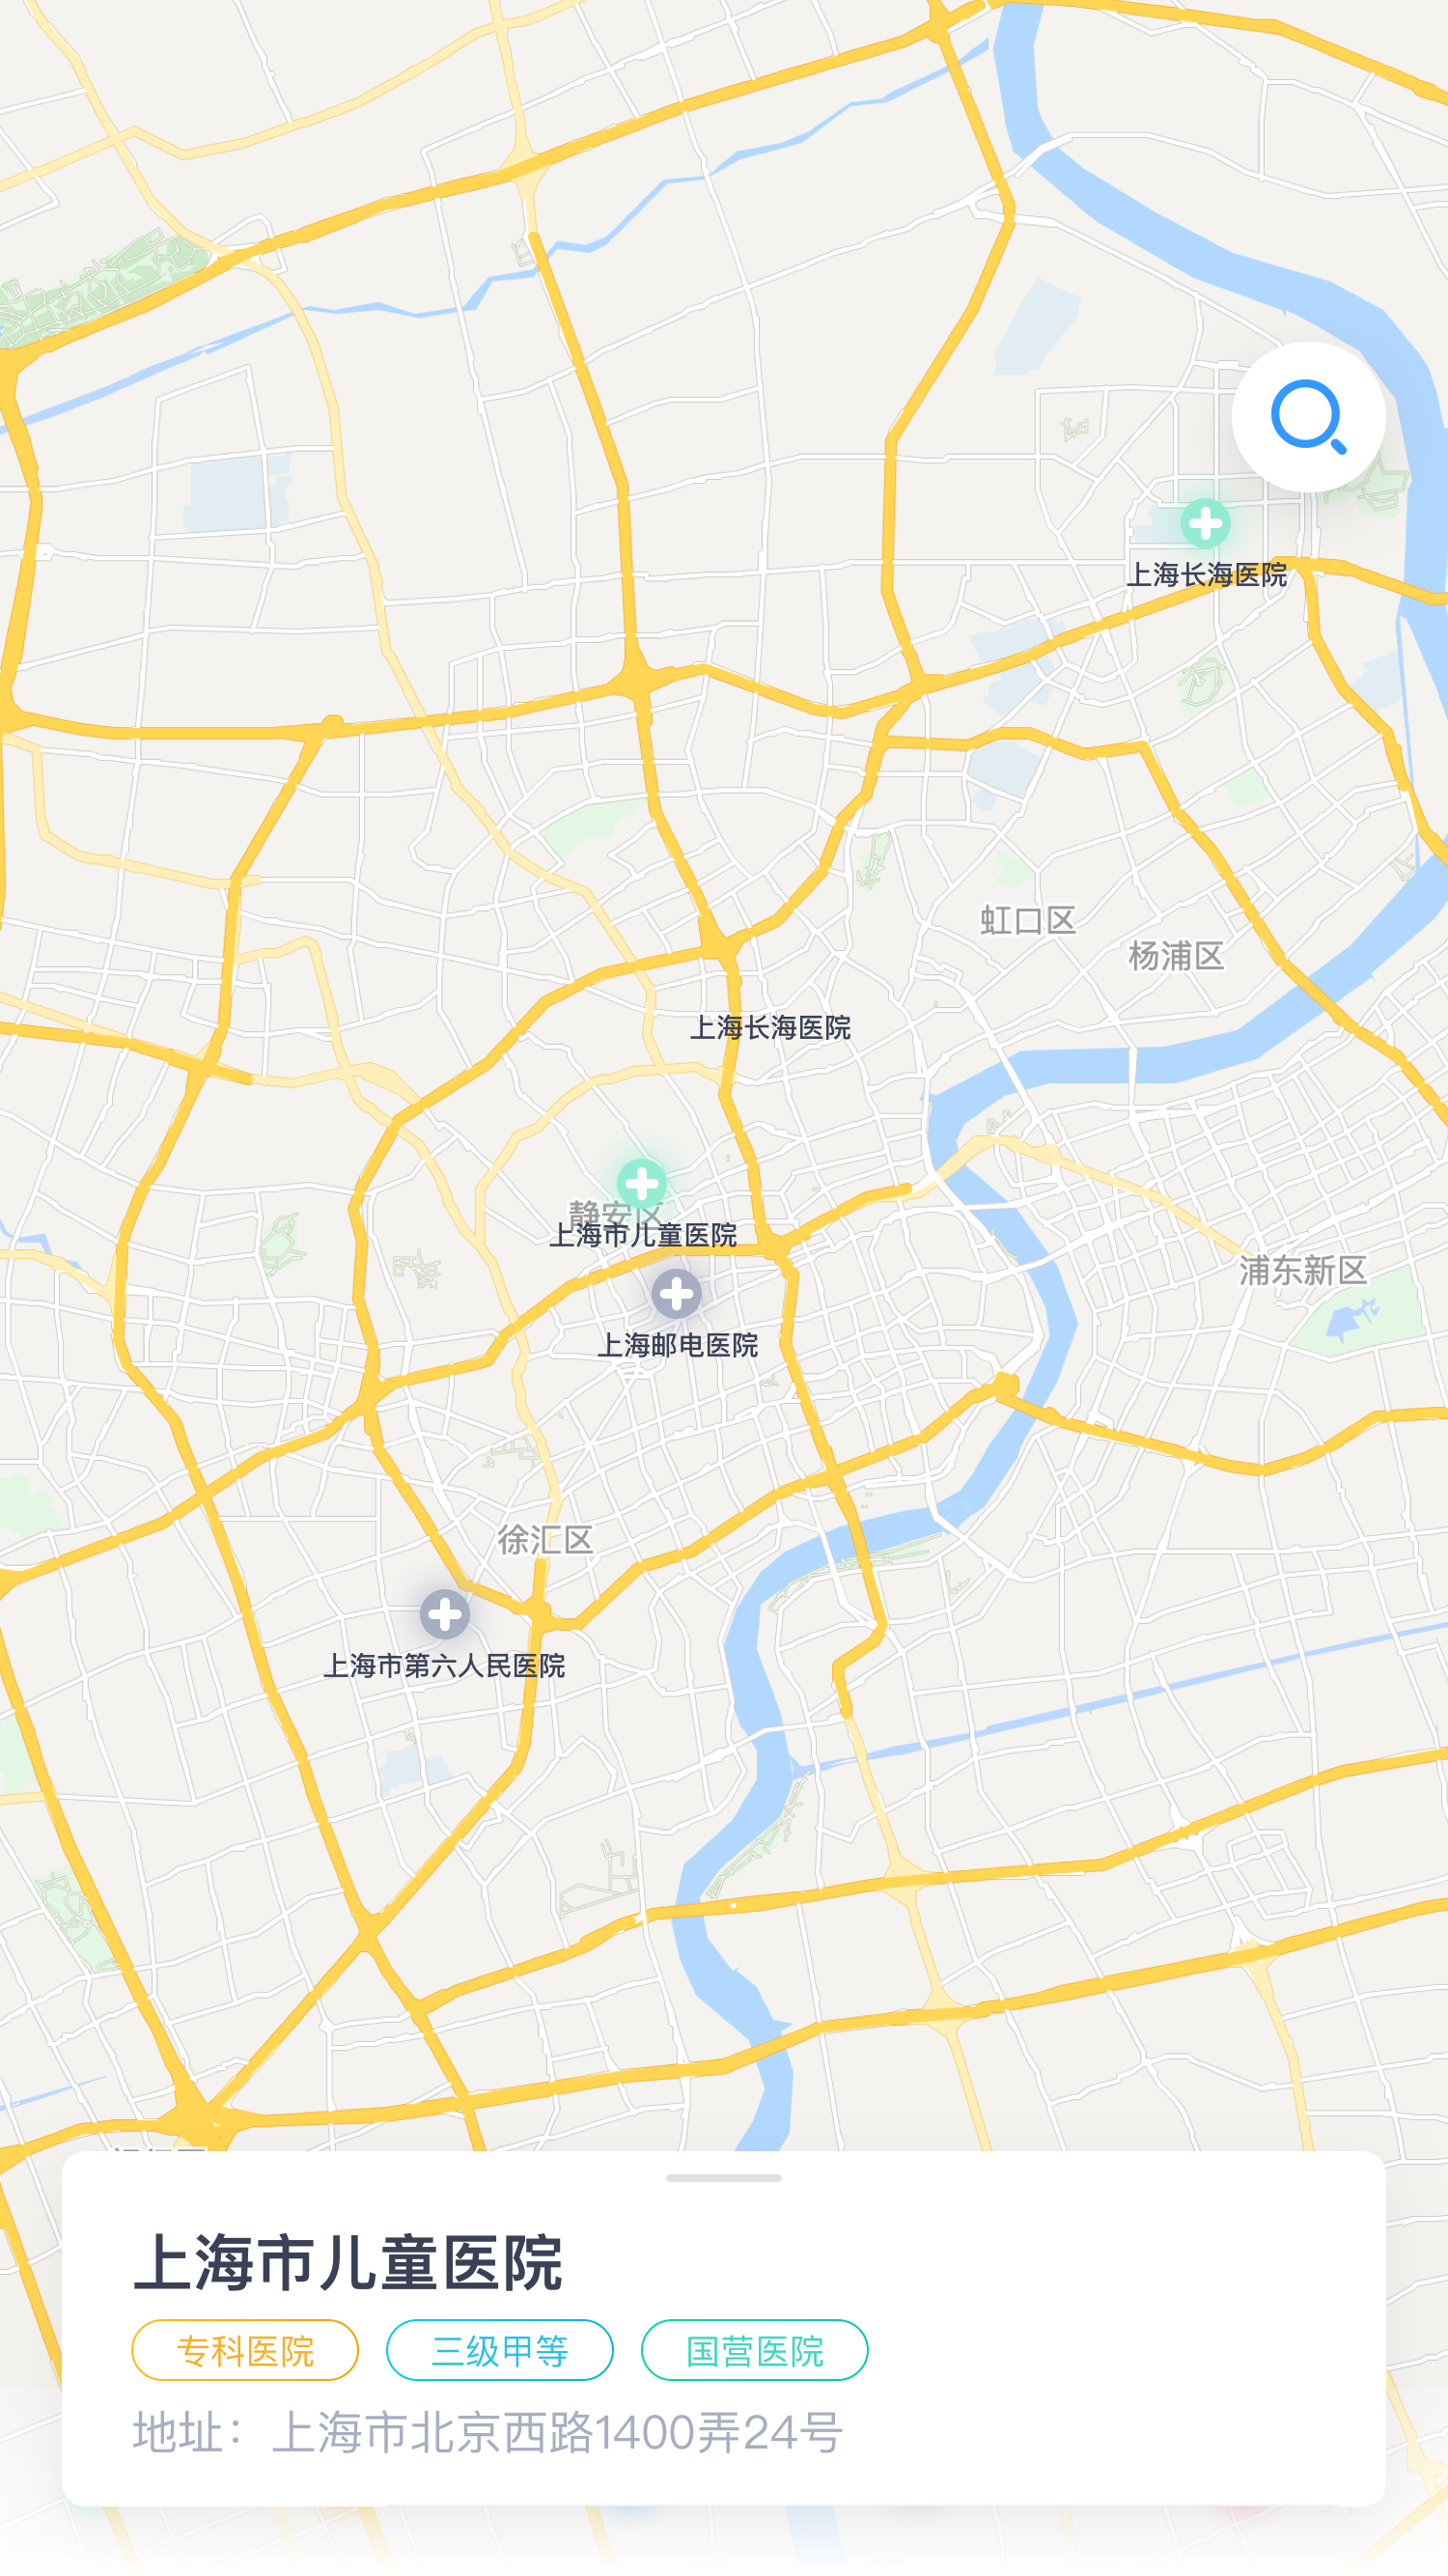 上海长海医院
虹口区
杨浦区
上海长海医院
静安区
上海市儿童医院
浦东新区
上海邮电医院
徐汇区
上海市第六人民医院
上海市儿童医院
专科医院 三级甲等 国营医院
地址：上海市北京西路1400弄24号